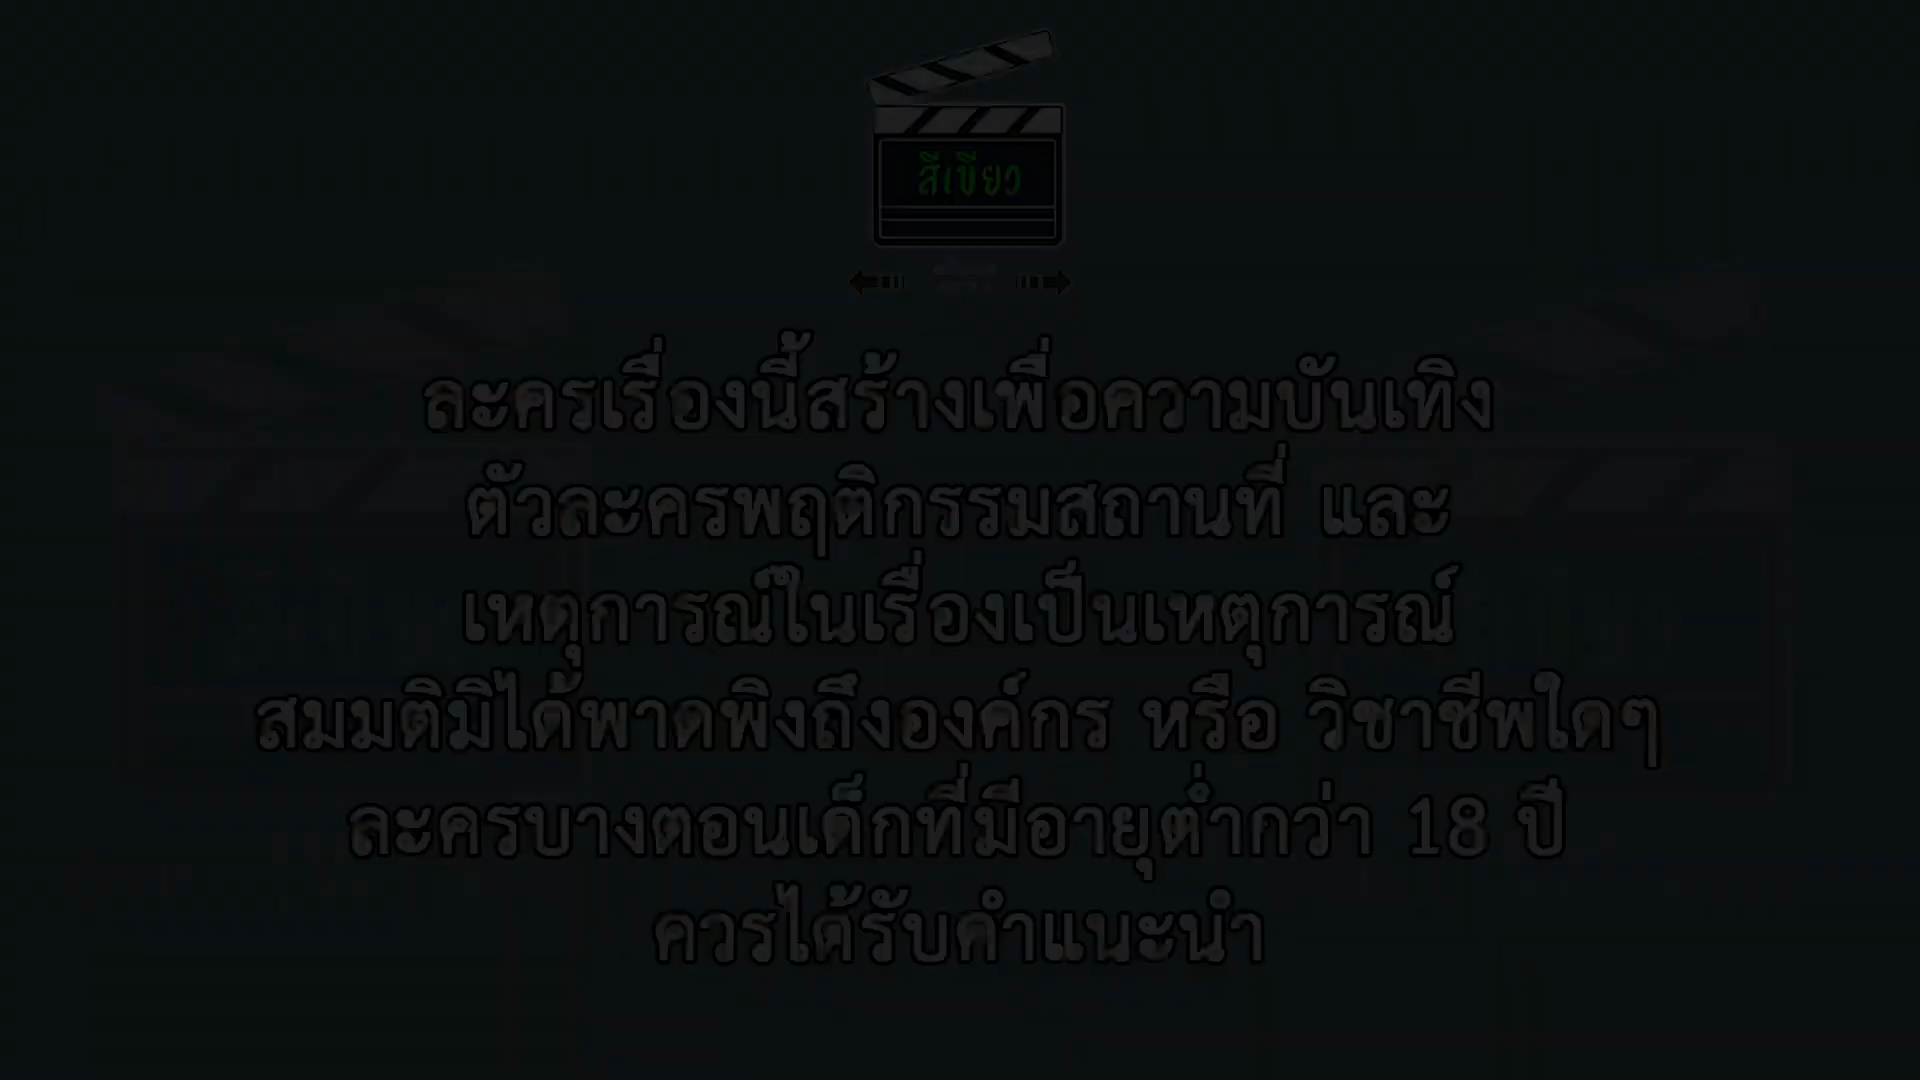 สีเขียว
ละครเรื่องนี้สร้างเพื่อความบันเทิง
ตัวละครพฤติกรรมสถานที่ และ
เหตุการณ์ในเรื่องเป็นเหตุการณ์
สมมติมิได้พาดพิงถึงองค์กร หรือ วิชาชีพใดๆ
ละครบางตอนเด็กที่มีอายุต่ำกว่า 18 ปี
ควรได้รับคำแนะนำ